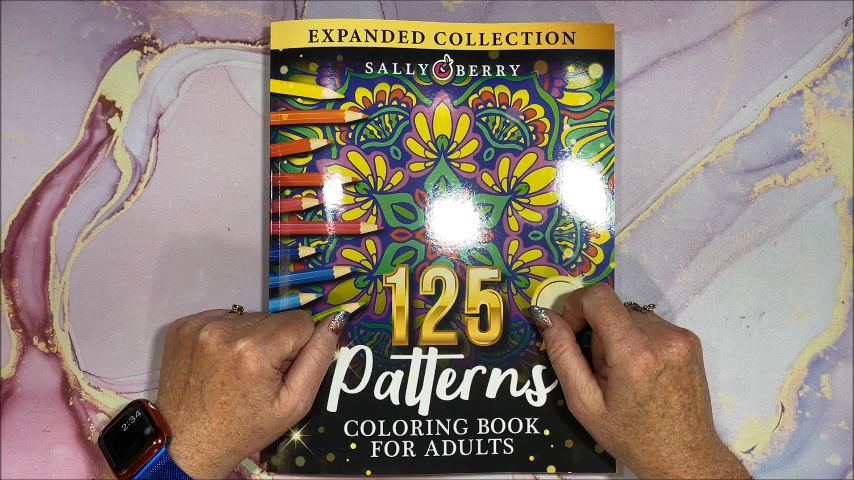 EXPANDED COLLECTION
SALLY BERRY
125
Patterns
COLORING BOOK
FOR ADULTS
2:34